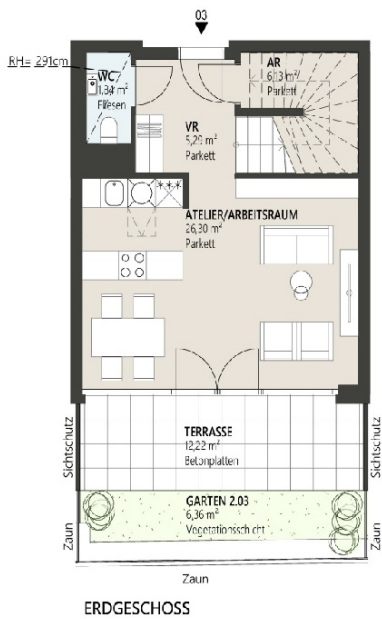 03
RH= 291cm
WC
1,84 m²
Fliesen
AR
6,13 m²
Parkett
VR
5,29 m²
Parkett
ATELIER/ARBEITSRAUM
26,30 m²
Parkett
Sichtschutz
TERRASSE
12,22 m²
Betonplatten
Sichtschutz
Zaun
GARTEN 2.03
6,36 m²
Vegetationsschicht
Zaun
Zaun
ERDGESCHOSS